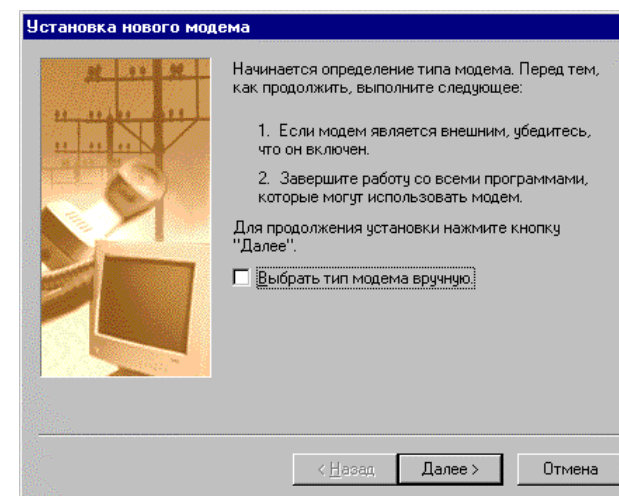 Установка нового модема
Начинается определение типа модема. Перед тем,
как продолжить, выполните следующее:
1. Если модем является внешним, убедитесь,
что он включен.
2. Завершите работу со всеми программами,
которые могут использовать модем.
Для продолжения установки нажмите кнопку
"Далее".
Выбрать тип модема вручную.
< Назад
Далее >
Отмена